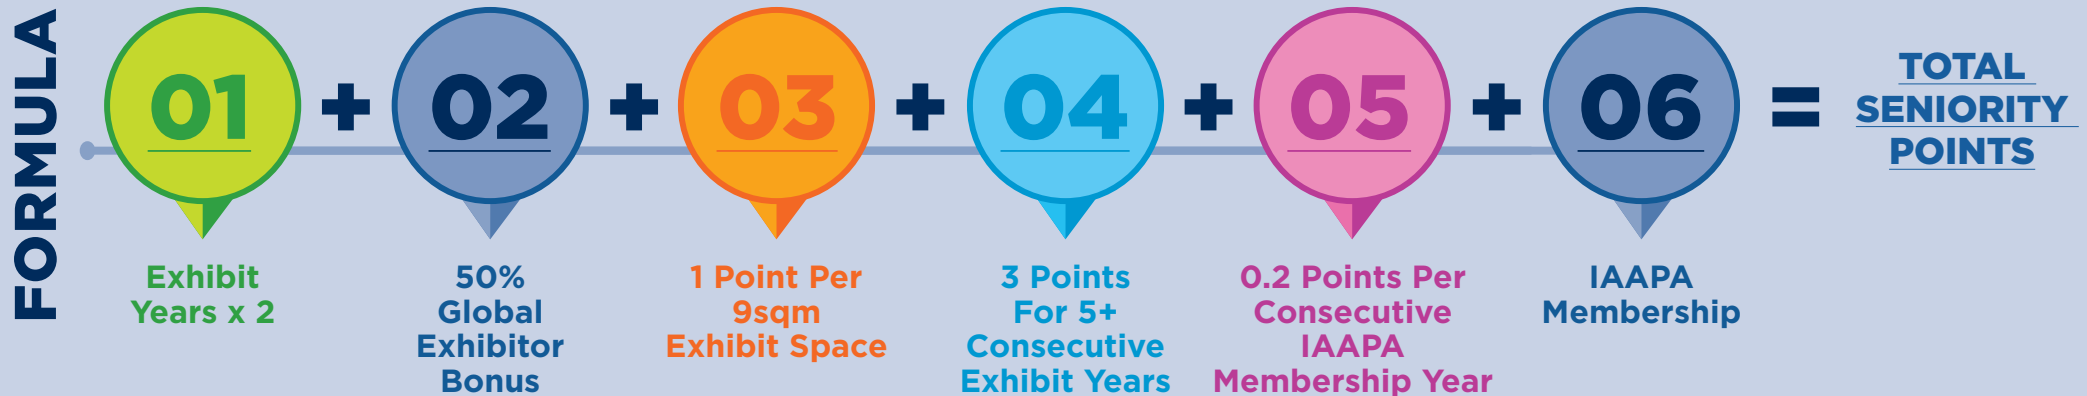 FORMULA
01 + 02 + 03 + 04 + 05 + 06 = TOTAL
SENIORITY
POINTS
Exhibit
Years x 2
50%
Global
Exhibitor
Bonus
1 Point Per
9sqm
Exhibit Space
3 Points
For 5+
Consecutive
Exhibit Years
0.2 Points Per
Consecutive
IAAPA
Membership Year
IAAPA
Membership